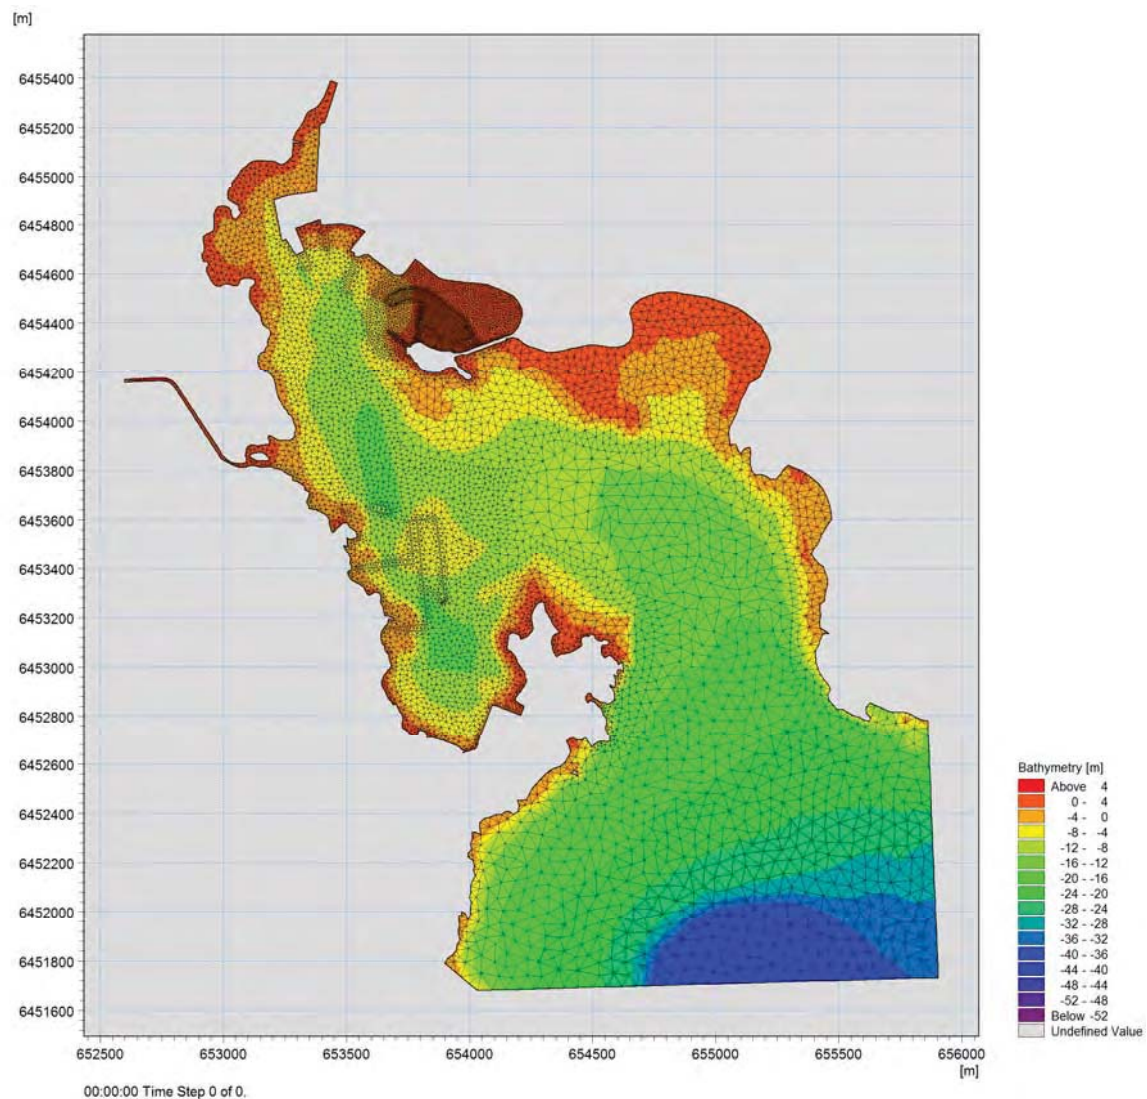 [m]
6455400
6455200
6455000
6454800
6454600
6454400
6454200
6454000
6453800
6453600
6453400
6453200
6453000
6452800
6452600
6452400
6452200
6452000
6451800
6451600
652500 653000 653500 654000 654500 655000 655500 656000
[m]
00:00:00 Time Step 0 of 0.
Bathymetry [m]
Above 4
0 - 4
-4 - 0
-8 - -4
-12 - -8
-16 - -12
-20 - -16
-24 - -20
-28 - -24
-32 - -28
-36 - -32
-40 - -36
-44 - -40
-48 - -44
-52 - -48
Below -52
Undefined Value